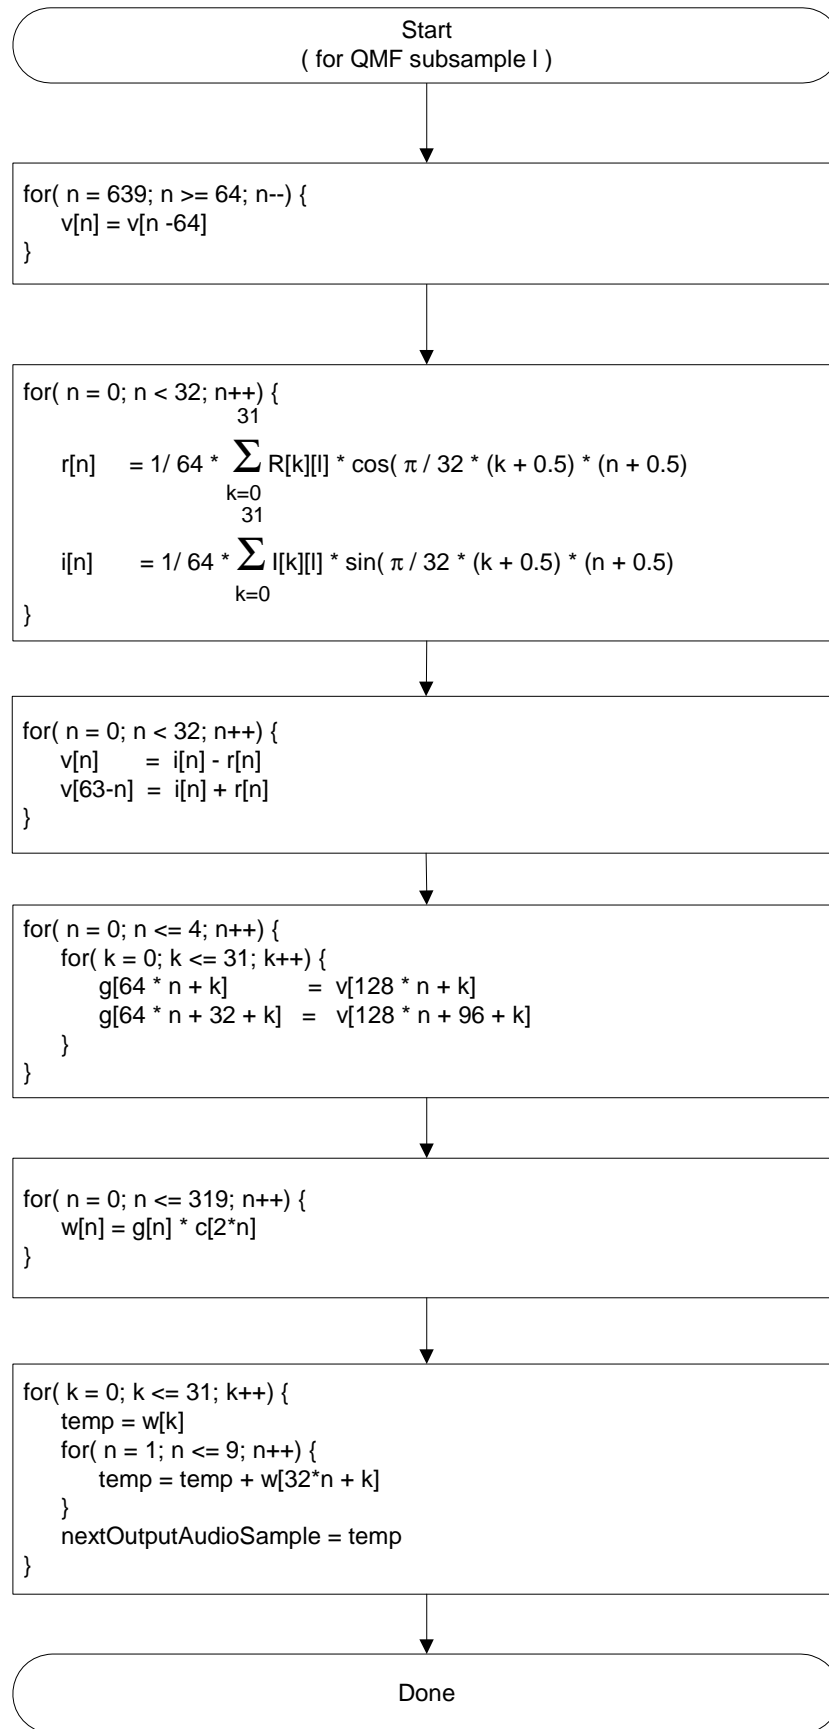 Start
( for QMF subsample l )
for( n = 639; n >= 64; n--) {
v[n] = v[n -64]
}
for( n = 0; n < 32; n++) {
31
r[n] = 1/ 64 * Σ R[k][l] * cos( π / 32 * (k + 0.5) * (n + 0.5)
k=0
31
i[n] = 1/ 64 * Σ I[k][l] * sin( π / 32 * (k + 0.5) * (n + 0.5)
k=0
}
for( n = 0; n < 32; n++) {
v[n] = i[n] - r[n]
v[63-n] = i[n] + r[n]
}
for( n = 0; n <= 4; n++) {
for( k = 0; k <= 31; k++) {
g[64 * n + k] = v[128 * n + k]
g[64 * n + 32 + k] = v[128 * n + 96 + k]
}
}
for( n = 0; n <= 319; n++) {
w[n] = g[n] * c[2*n]
}
for( k = 0; k <= 31; k++) {
temp = w[k]
for( n = 1; n <= 9; n++) {
temp = temp + w[32*n + k]
}
nextOutputAudioSample = temp
}
Done